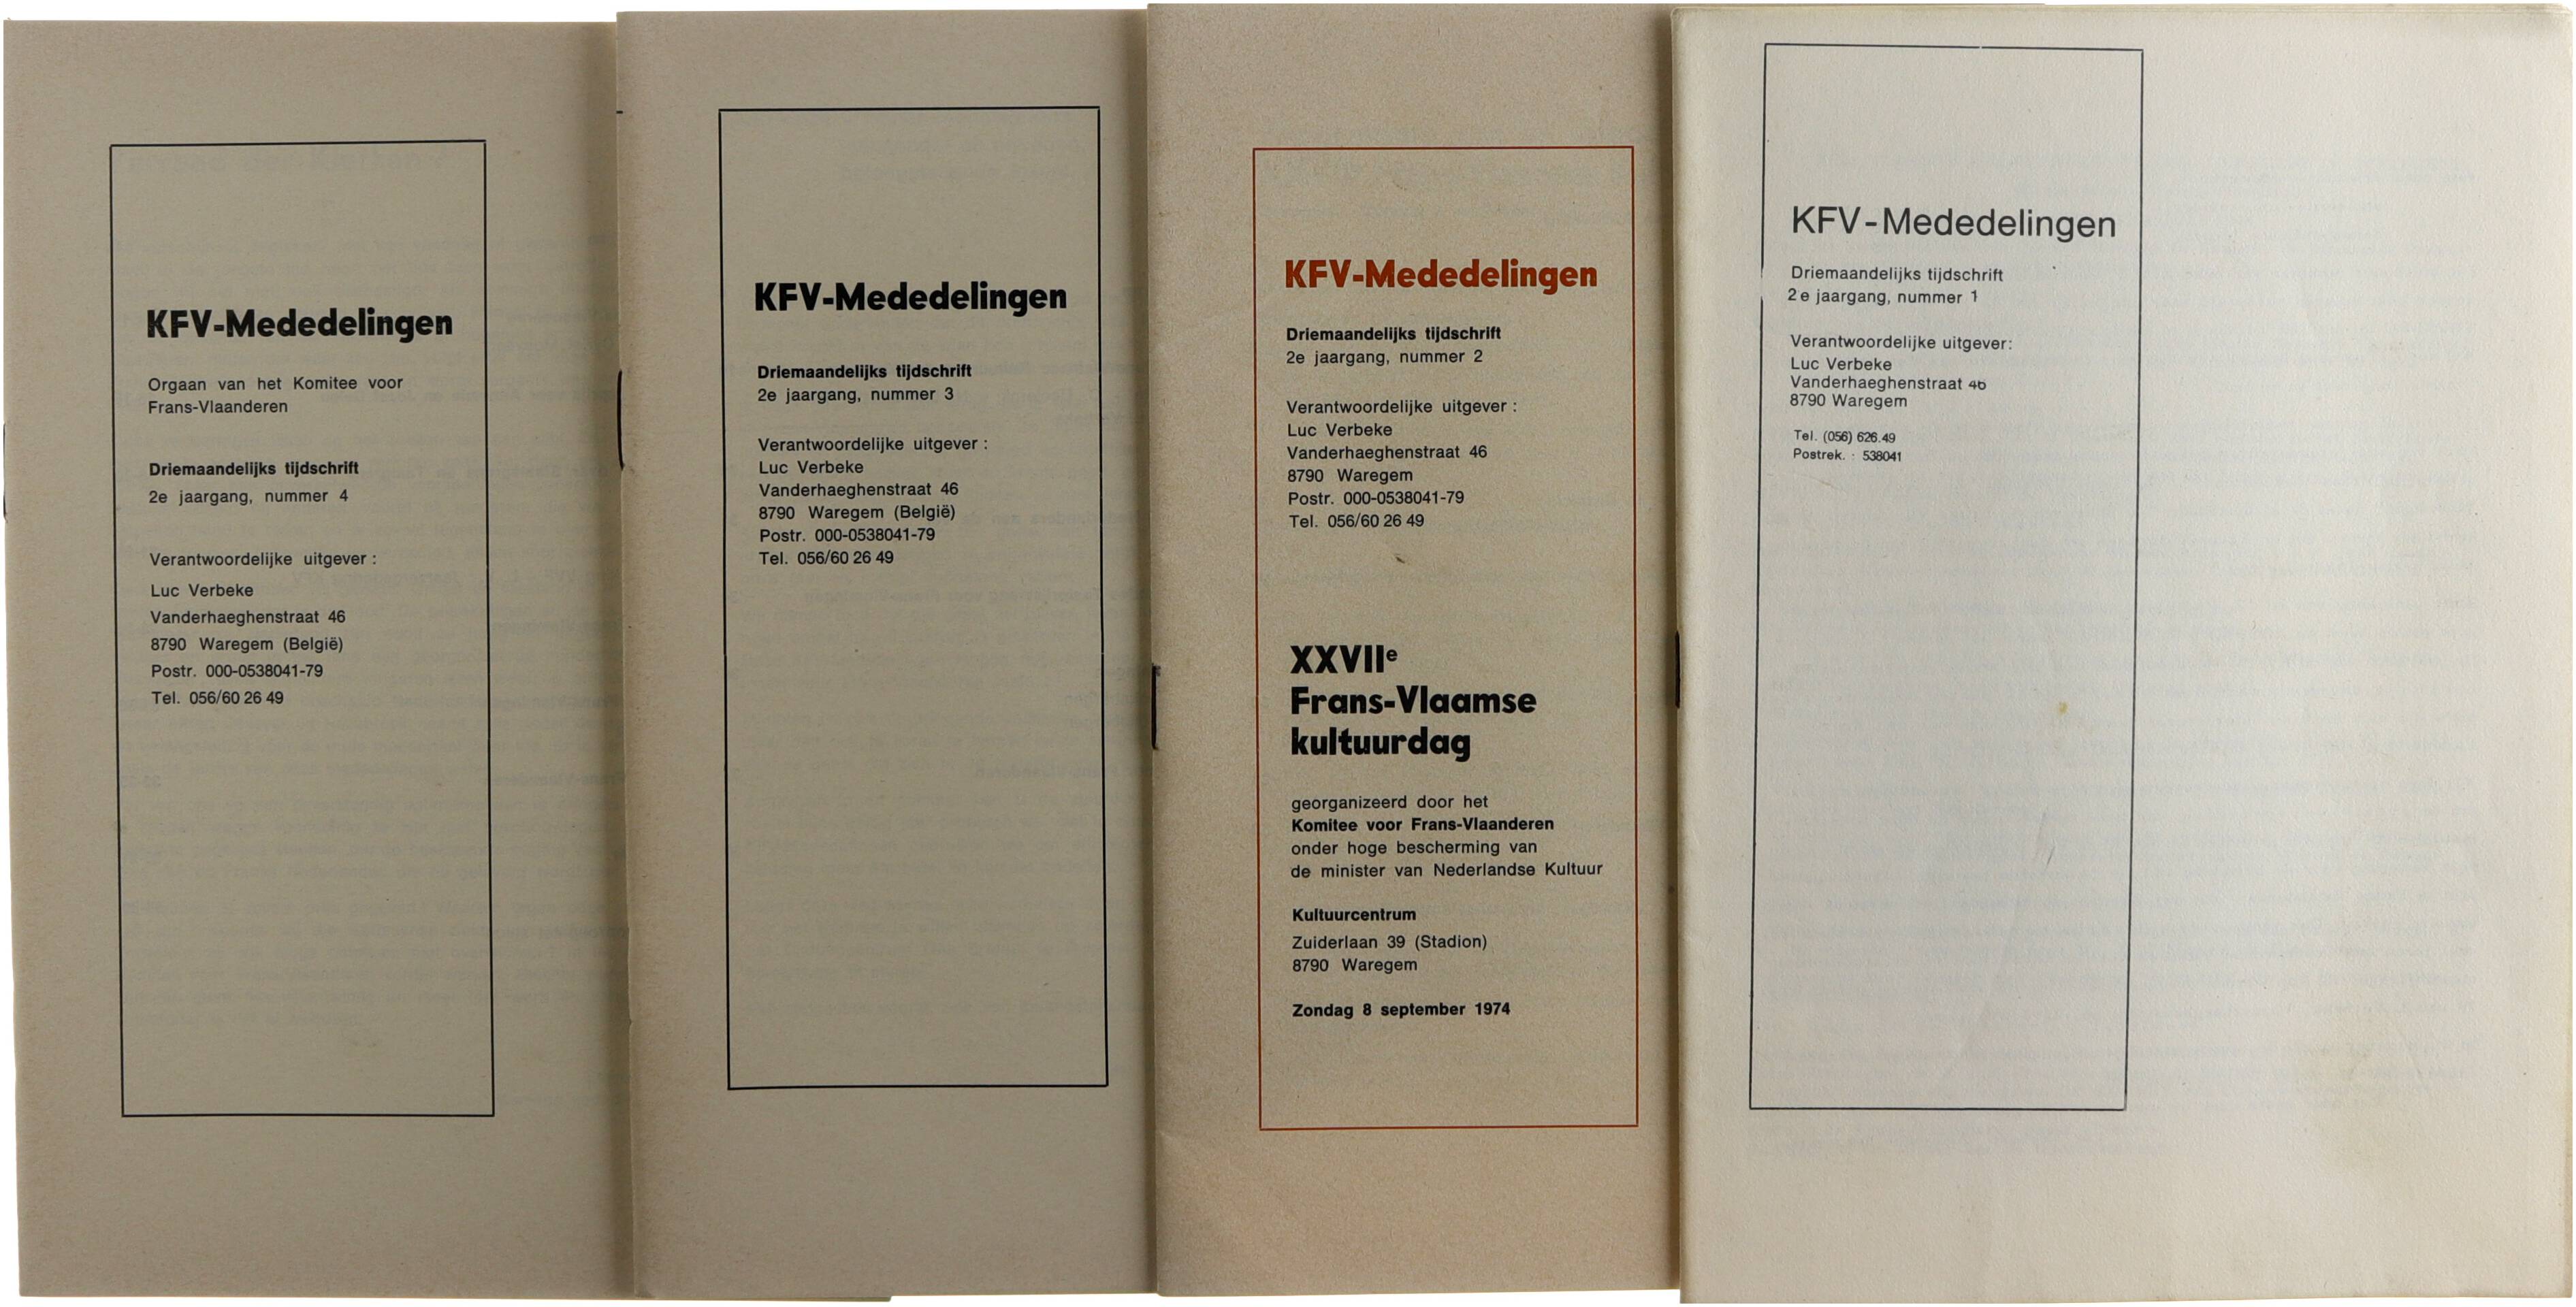 KFV-Mededelingen
Orgaan van het Komitee voor
Frans-Vlaanderen
Driemaandelijks tijdschrift
2e jaargang, nummer 4
Verantwoordelijke uitgever :
Luc Verbeke
Vanderhaeghenstraat 46
8790 Waregem (België)
Postr. 000-0538041-79
Tel. 056/60 26 49
KFV-Mededelingen
Driemaandelijks tijdschrift
2e jaargang, nummer 3
Verantwoordelijke uitgever :
Luc Verbeke
Vanderhaeghenstraat 46
8790 Waregem (België)
Postr. 000-0538041-79
Tel. 056/60 26 49
KFV-Mededelingen
Driemaandelijks tijdschrift
2e jaargang, nummer 2
Verantwoordelijke uitgever :
Luc Verbeke
Vanderhaeghenstraat 46
8790 Waregem
Postr. 000-0538041-79
Tel. 056/60 26 49
XXVIIe
Frans-Vlaamse
kultuurdag
georganizeerd door het
Komitee voor Frans-Vlaanderen
onder hoge bescherming van
de minister van Nederlandse Kultuur
Kultuurcentrum
Zuiderlaan 39 (Stadion)
8790 Waregem
Zondag 8 september 1974
KFV-Mededelingen
Driemaandelijks tijdschrift
2e jaargang, nummer 1
Verantwoordelijke uitgever:
Luc Verbeke
Vanderhaeghenstraat 46
8790 Waregem
Tel. (056) 626.49
Postrek. : 538041